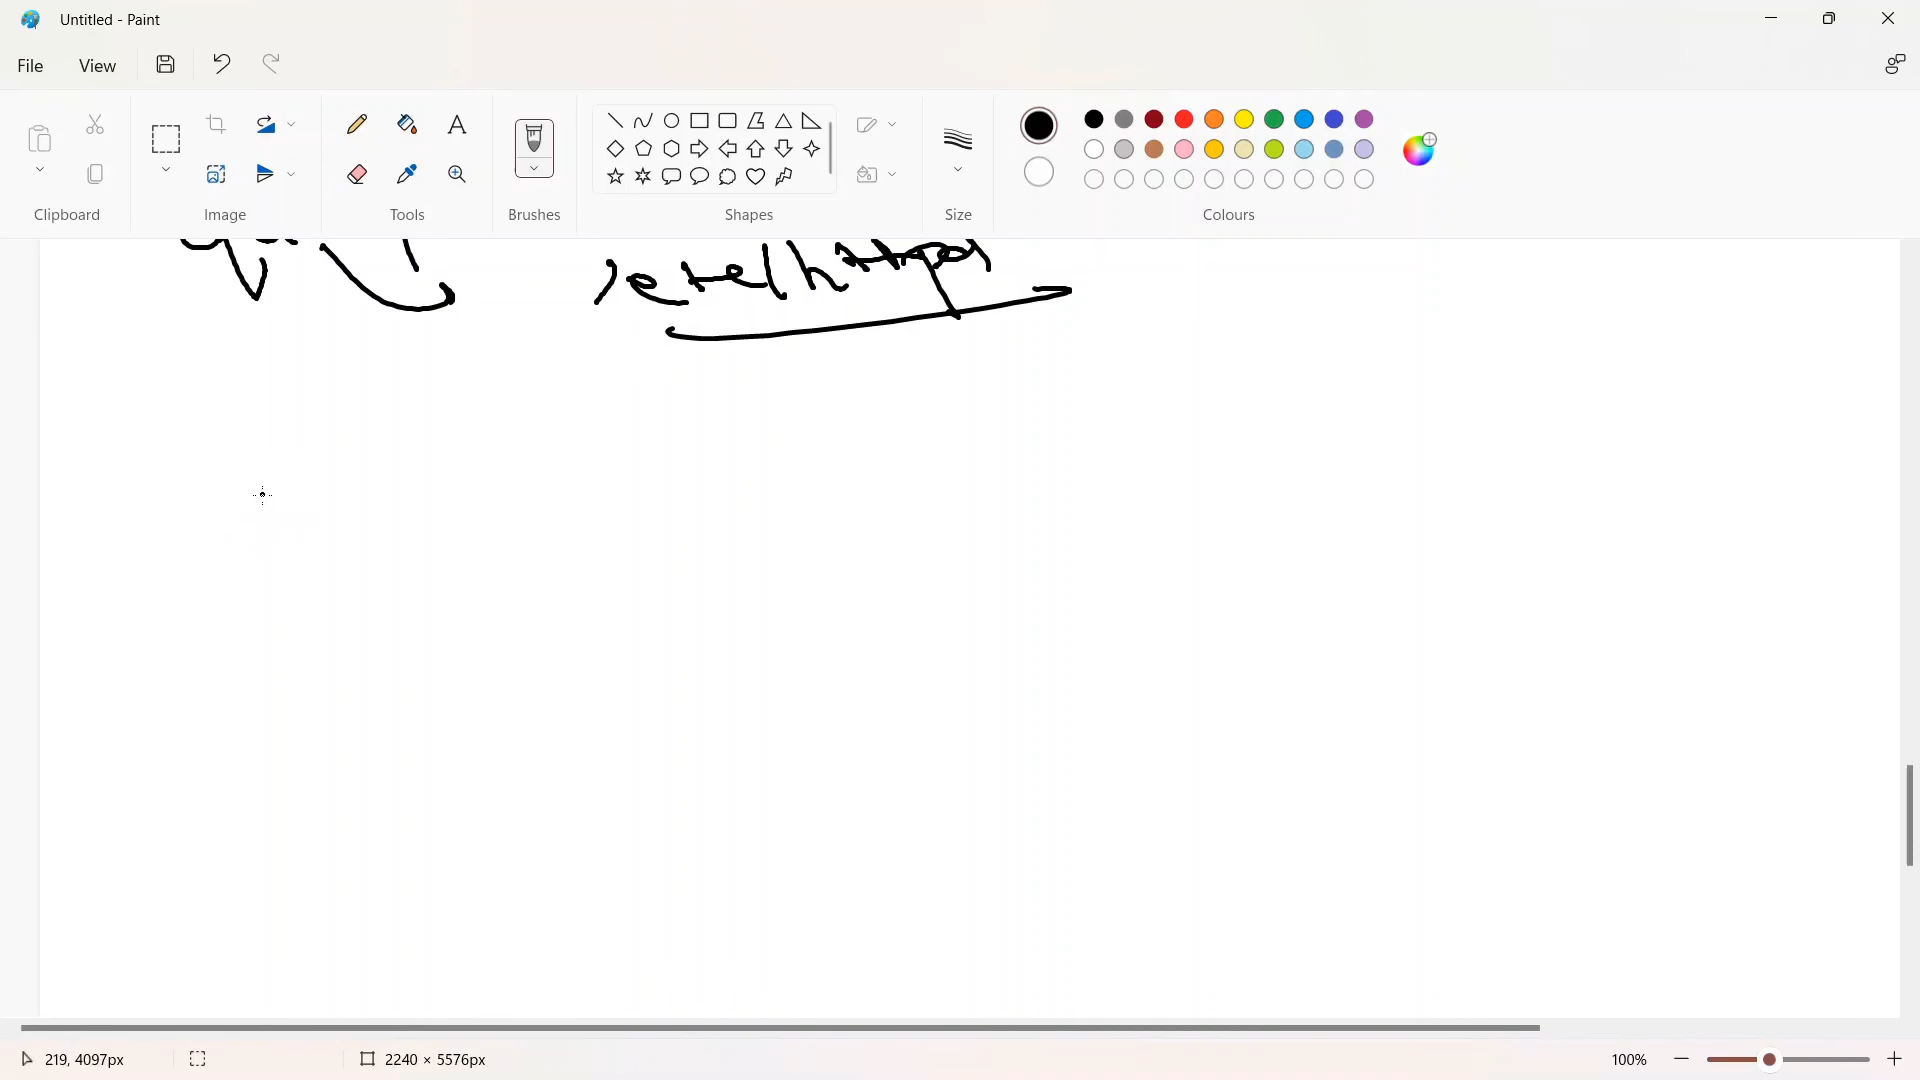 Untitled - Paint
File View
Clipboard Image Tools Brushes Shapes Size Colours
219, 4097px 2240 × 5576px 100%